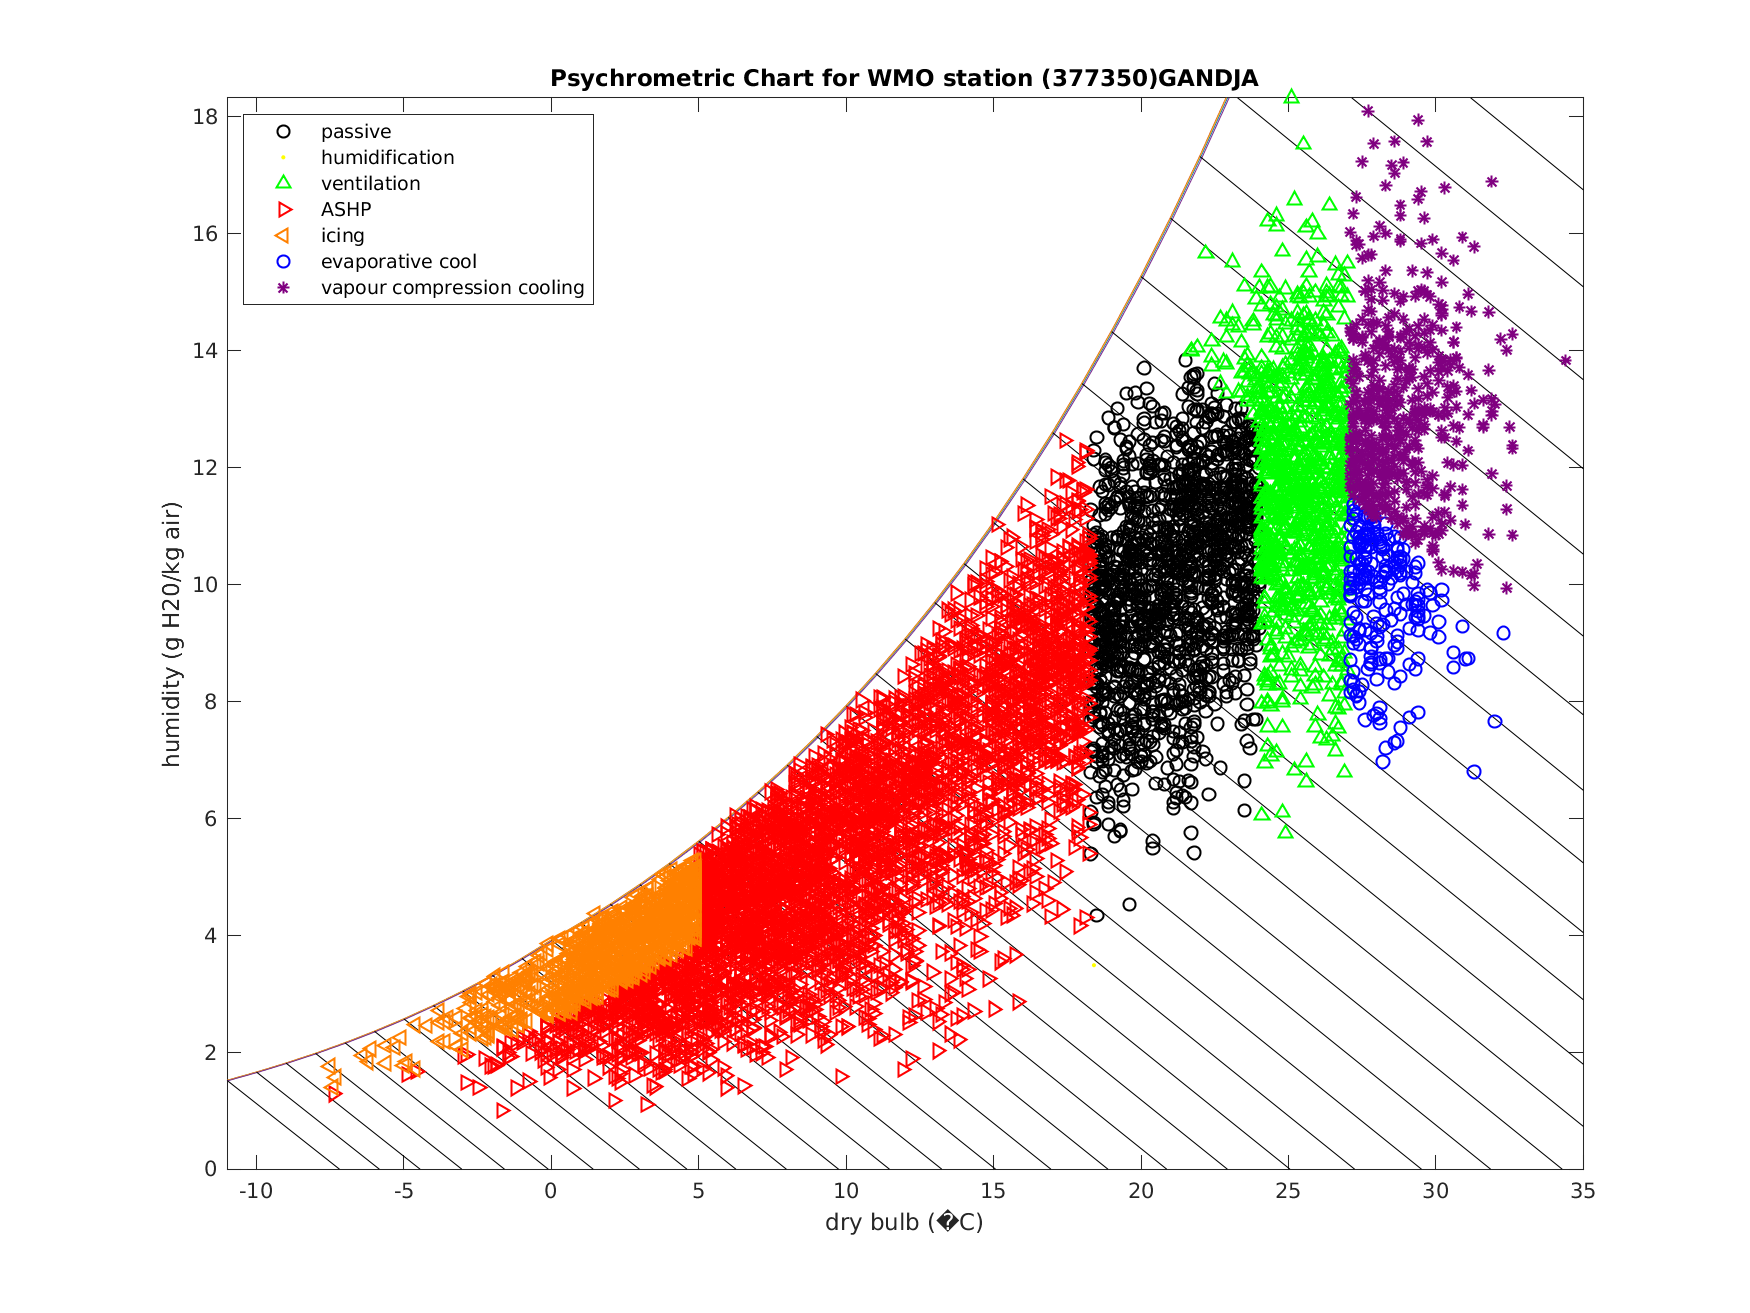 Psychrometric Chart for WMO station (377350)GANDJA
18
16
14
12
10
8
6
4
2
0
humidity (g H20/kg air)
passive
humidification
ventilation
ASHP
icing
evaporative cool
vapour compression cooling
-10 -5 0 5 10 15 20 25 30 35
dry bulb (�C)